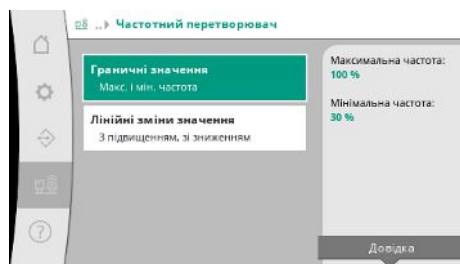 ..▸ Частотний перетворювач
Граничні значення
Макс. і мін. частота
Лінійні зміни значення
З підвищенням, зі зниженням
Максимальна частота:
100 %
Мінімальна частота:
30 %
?
Довідка